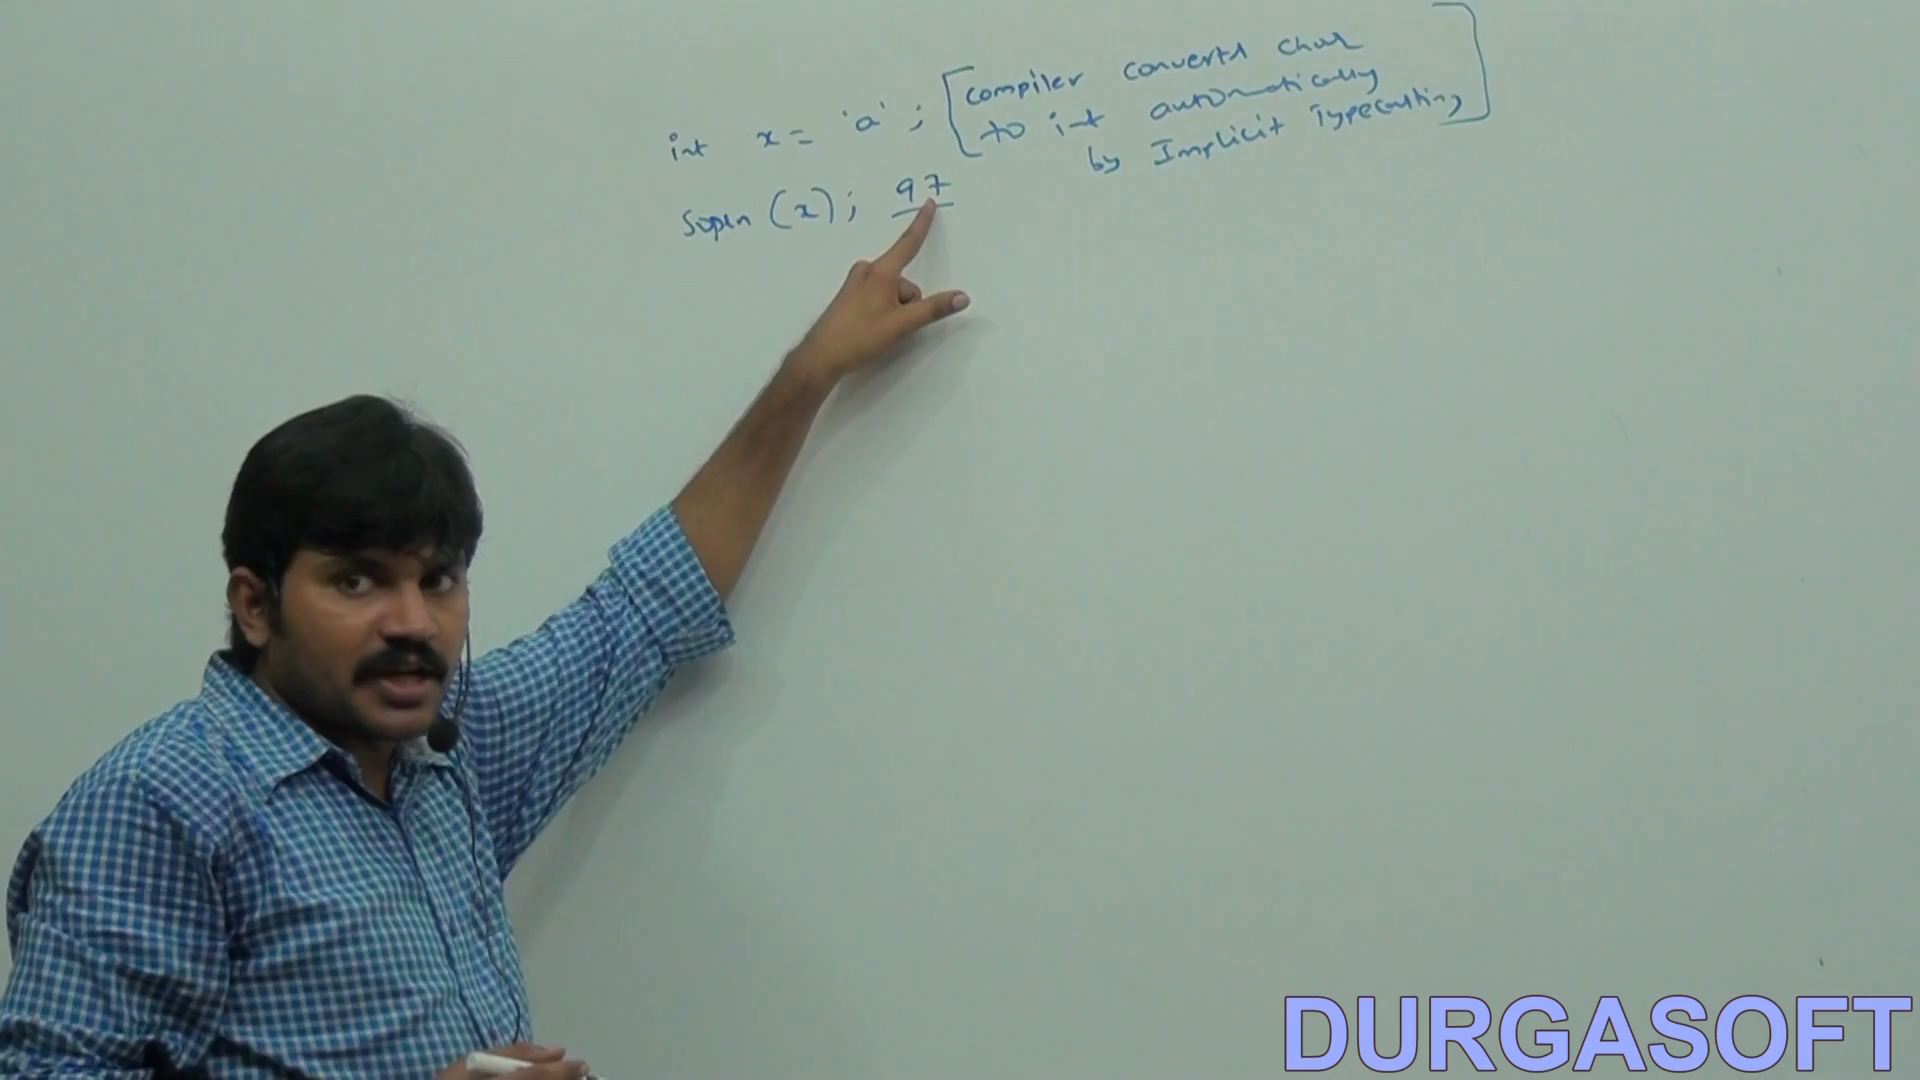 int x = 'a' ; [compiler converts char
to int automatically
by Implicit Typecasting]
Sopln (x) ; 97
DURGASOFT